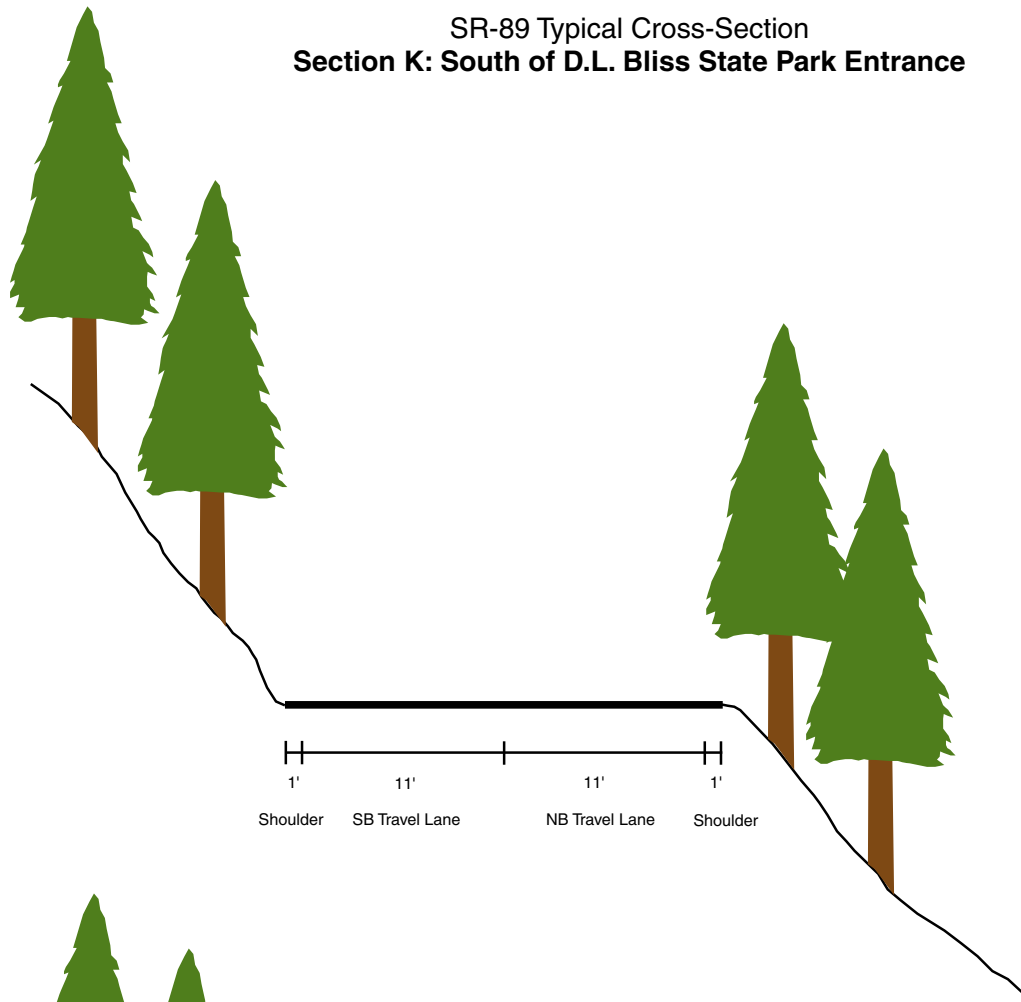 SR-89 Typical Cross-Section
Section K: South of D.L. Bliss State Park Entrance
1' 11' 11' 1'
Shoulder SB Travel Lane NB Travel Lane Shoulder